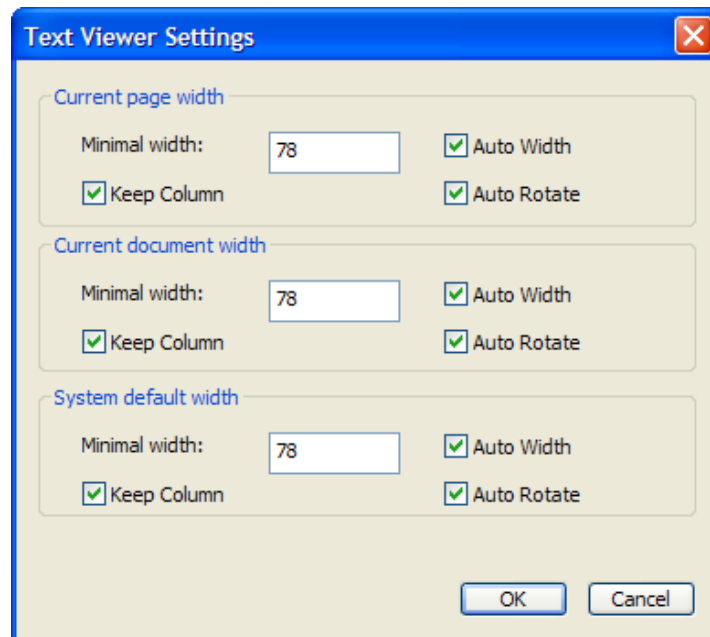 Text Viewer Settings
Current page width
Minimal width: 78 Auto Width
Keep Column Auto Rotate
Current document width
Minimal width: 78 Auto Width
Keep Column Auto Rotate
System default width
Minimal width: 78 Auto Width
Keep Column Auto Rotate
OK Cancel